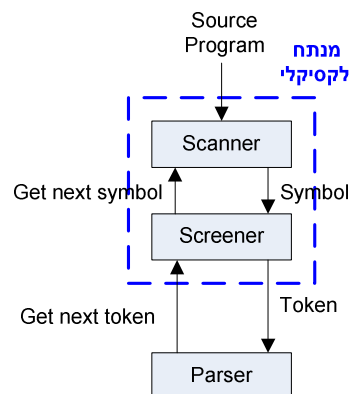 Source
Program
מנתח
לקסיקלי
Scanner
Get next symbol
Symbol
Screener
Get next token
Token
Parser